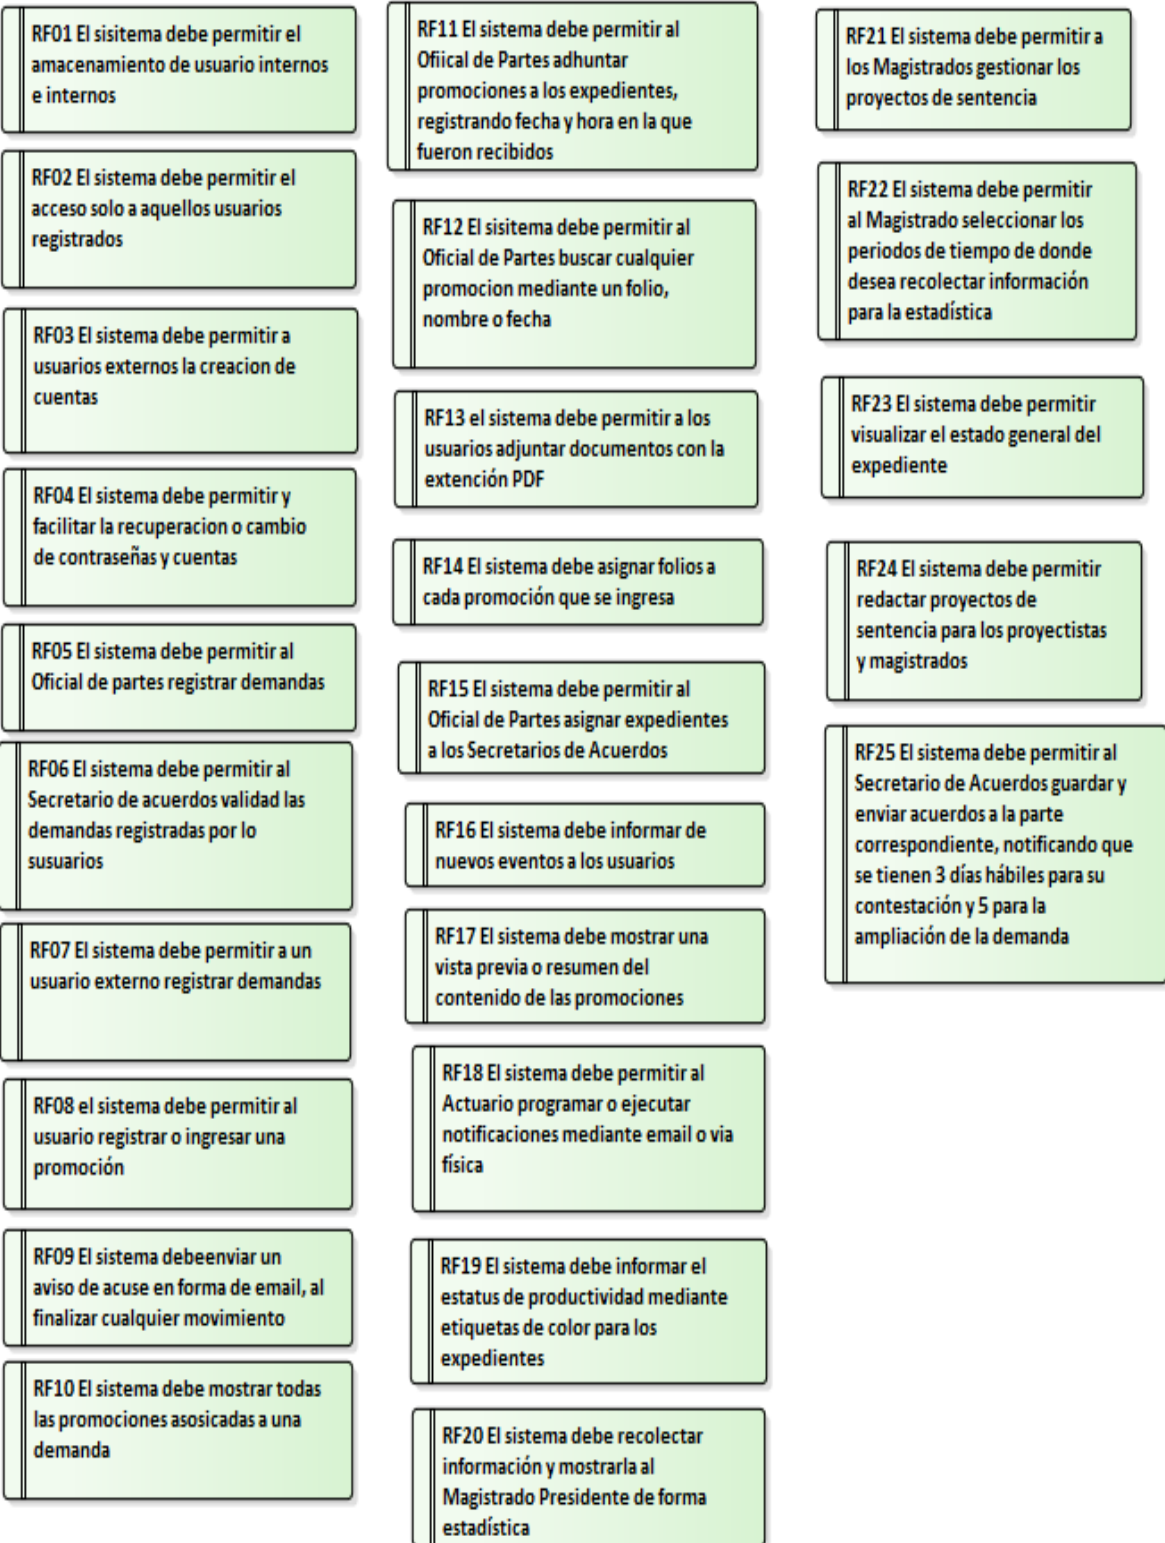 RF01 El sisitema debe permitir el
amacenamiento de usuario internos
e internos
RF02 El sistema debe permitir el
acceso solo a aquellos usuarios
registrados
RF03 El sistema debe permitir a
usuarios externos la creacion de
cuentas
RF04 El sistema debe permitir y
facilitar la recuperacion o cambio
de contraseñas y cuentas
RF05 El sistema debe permitir al
Oficial de partes registrar demandas
RF06 El sistema debe permitir al
Secretario de acuerdos validad las
demandas registradas por lo
susuarios
RF07 El sistema debe permitir a un
usuario externo registrar demandas
RF08 el sistema debe permitir al
usuario registrar o ingresar una
promoción
RF09 El sistema debeenviar un
aviso de acuse en forma de email, al
finalizar cualquier movimiento
RF10 El sistema debe mostrar todas
las promociones asosicadas a una
demanda
RF11 El sistema debe permitir al
Ofiical de Partes adhuntar
promociones a los expedientes,
registrando fecha y hora en la que
fueron recibidos
RF12 El sisitema debe permitir al
Oficial de Partes buscar cualquier
promocion mediante un folio,
nombre o fecha
RF13 el sistema debe permitir a los
usuarios adjuntar documentos con la
extención PDF
RF14 El sistema debe asignar folios a
cada promoción que se ingresa
RF15 El sistema debe permitir al
Oficial de Partes asignar expedientes
a los Secretarios de Acuerdos
RF16 El sistema debe informar de
nuevos eventos a los usuarios
RF17 El sistema debe mostrar una
vista previa o resumen del
contenido de las promociones
RF18 El sistema debe permitir al
Actuario programar o ejecutar
notificaciones mediante email o via
física
RF19 El sistema debe informar el
estatus de productividad mediante
etiquetas de color para los
expedientes
RF20 El sistema debe recolectar
información y mostrarla al
Magistrado Presidente de forma
estadística
RF21 El sistema debe permitir a
los Magistrados gestionar los
proyectos de sentencia
RF22 El sistema debe permitir
al Magistrado seleccionar los
periodos de tiempo de donde
desea recolectar información
para la estadística
RF23 El sistema debe permitir
visualizar el estado general del
expediente
RF24 El sistema debe permitir
redactar proyectos de
sentencia para los proyectistas
y magistrados
RF25 El sistema debe permitir al
Secretario de Acuerdos guardar y
enviar acuerdos a la parte
correspondiente, notificando que
se tienen 3 días hábiles para su
contestación y 5 para la
ampliación de la demanda